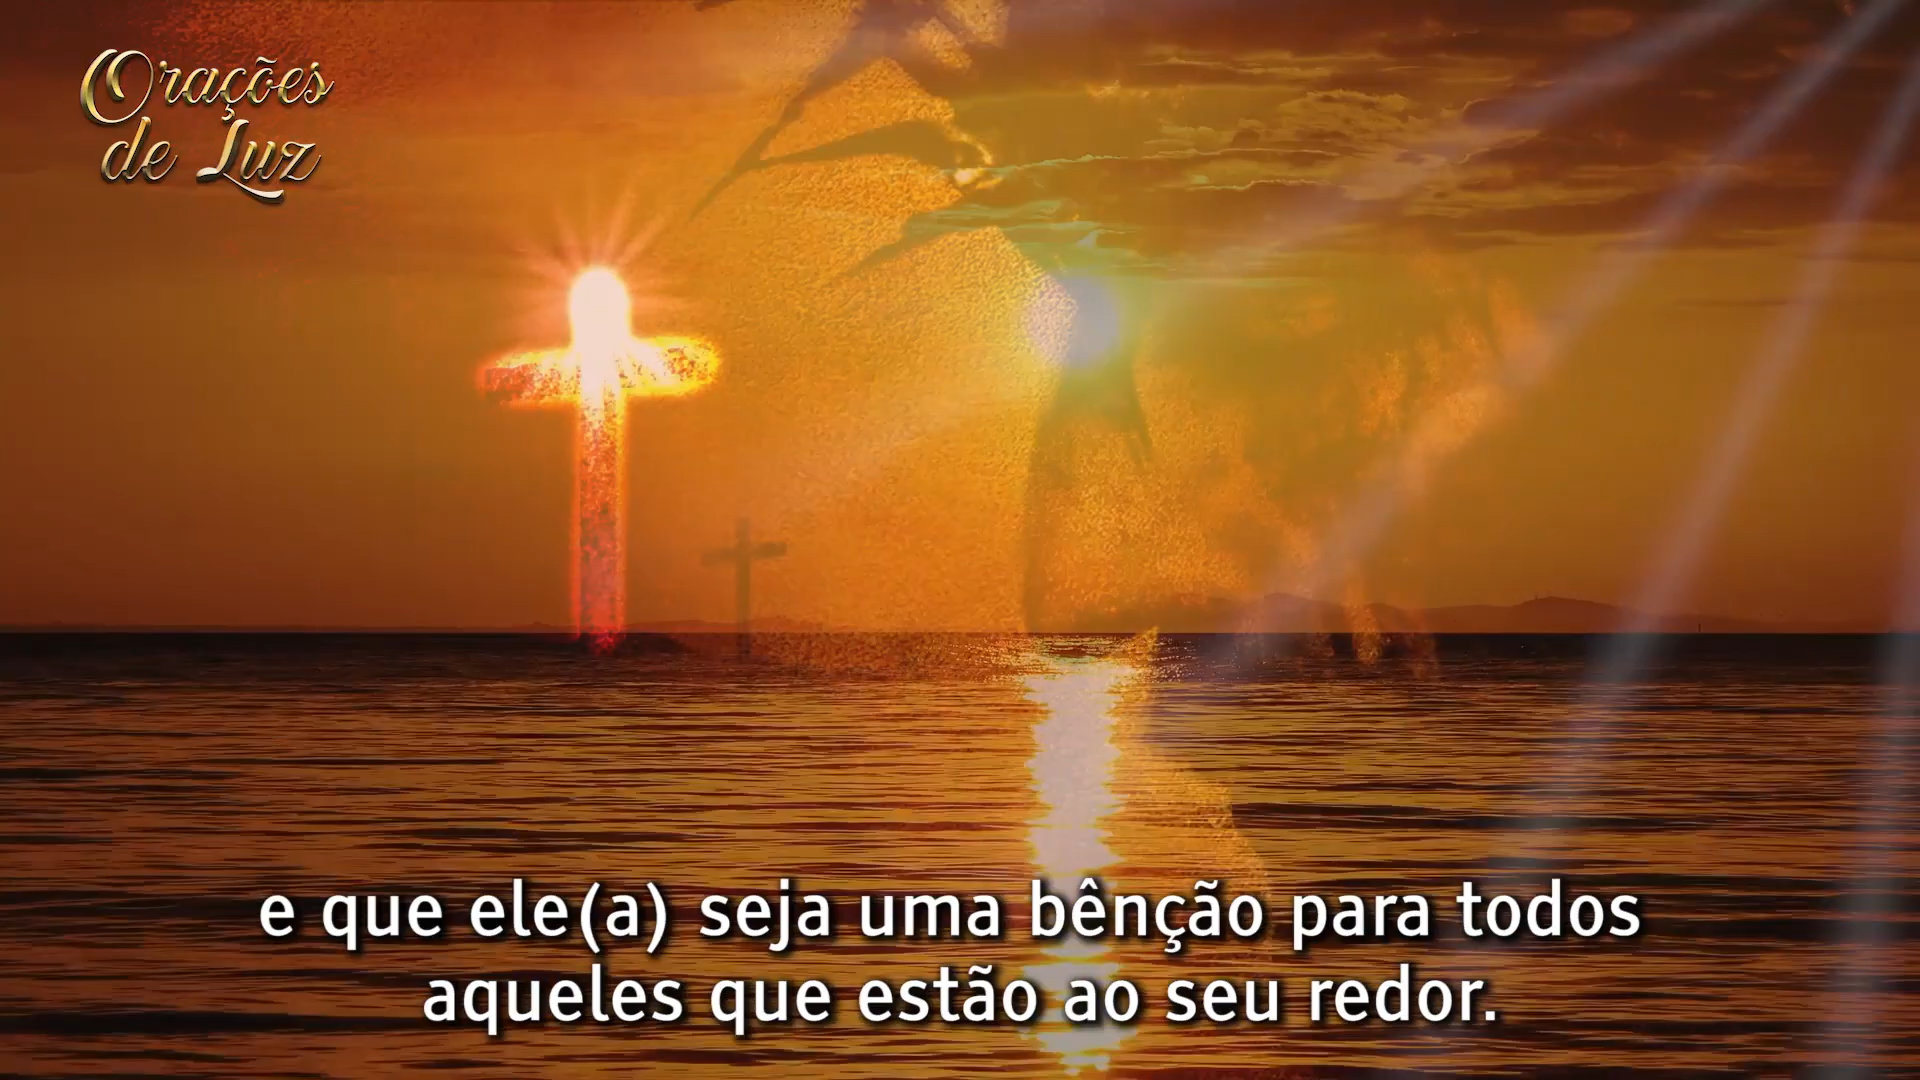 Orações
de Luz
e que ele(a) seja uma bênção para todos
aqueles que estão ao seu redor.